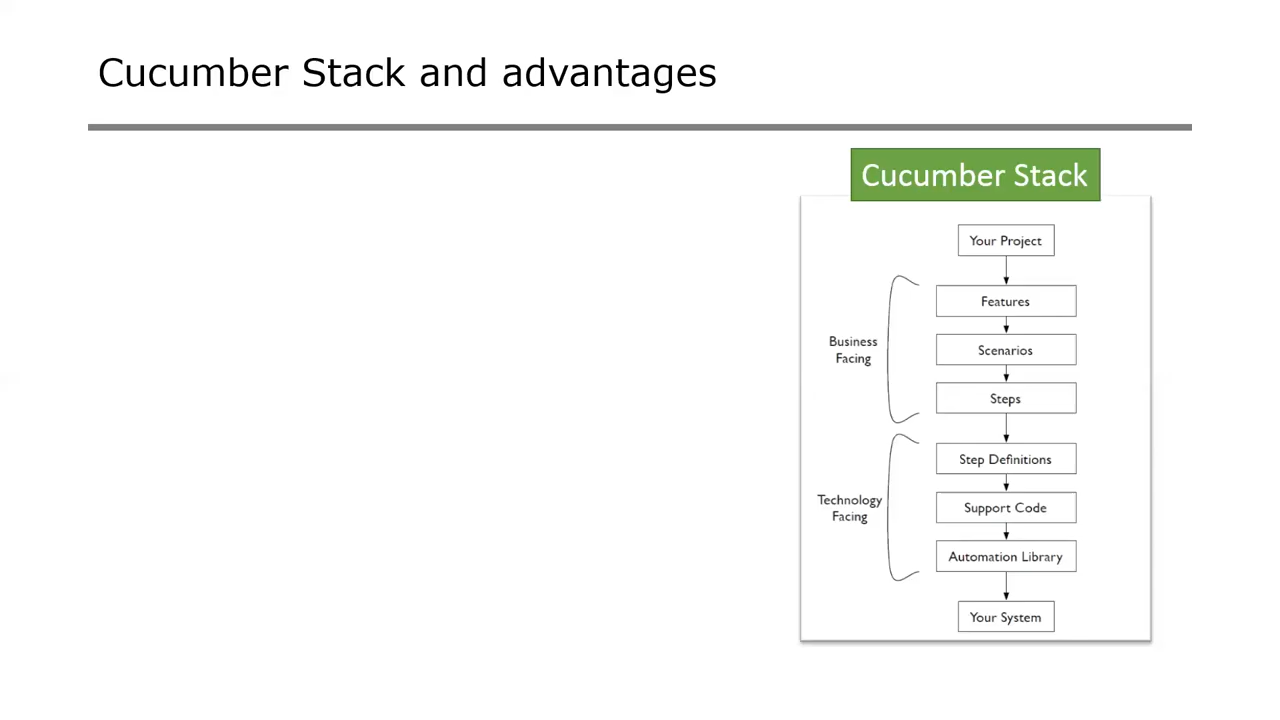 Cucumber Stack and advantages
Cucumber Stack
Your Project
Features
Business
Facing
Scenarios
Steps
Step Definitions
Technology
Facing
Support Code
Automation Library
Your System